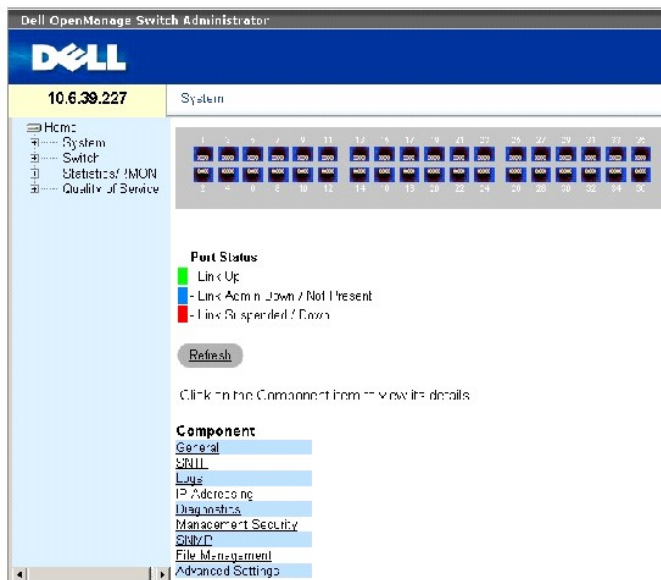 Dell OpenManage Switch Administrator
DELL
10.6.39.227
System
Home
System
Switch
Statistics/RMON
Quality of Service
Port Status
- Link Up
- Link Admin Down / Not Present
- Link Suspended / Down
Refresh
Click on the Component item to view its details
Component
General
SNTP
Logs
IP Addressing
Diagnostics
Management Security
SNMP
File Management
Advanced Settings